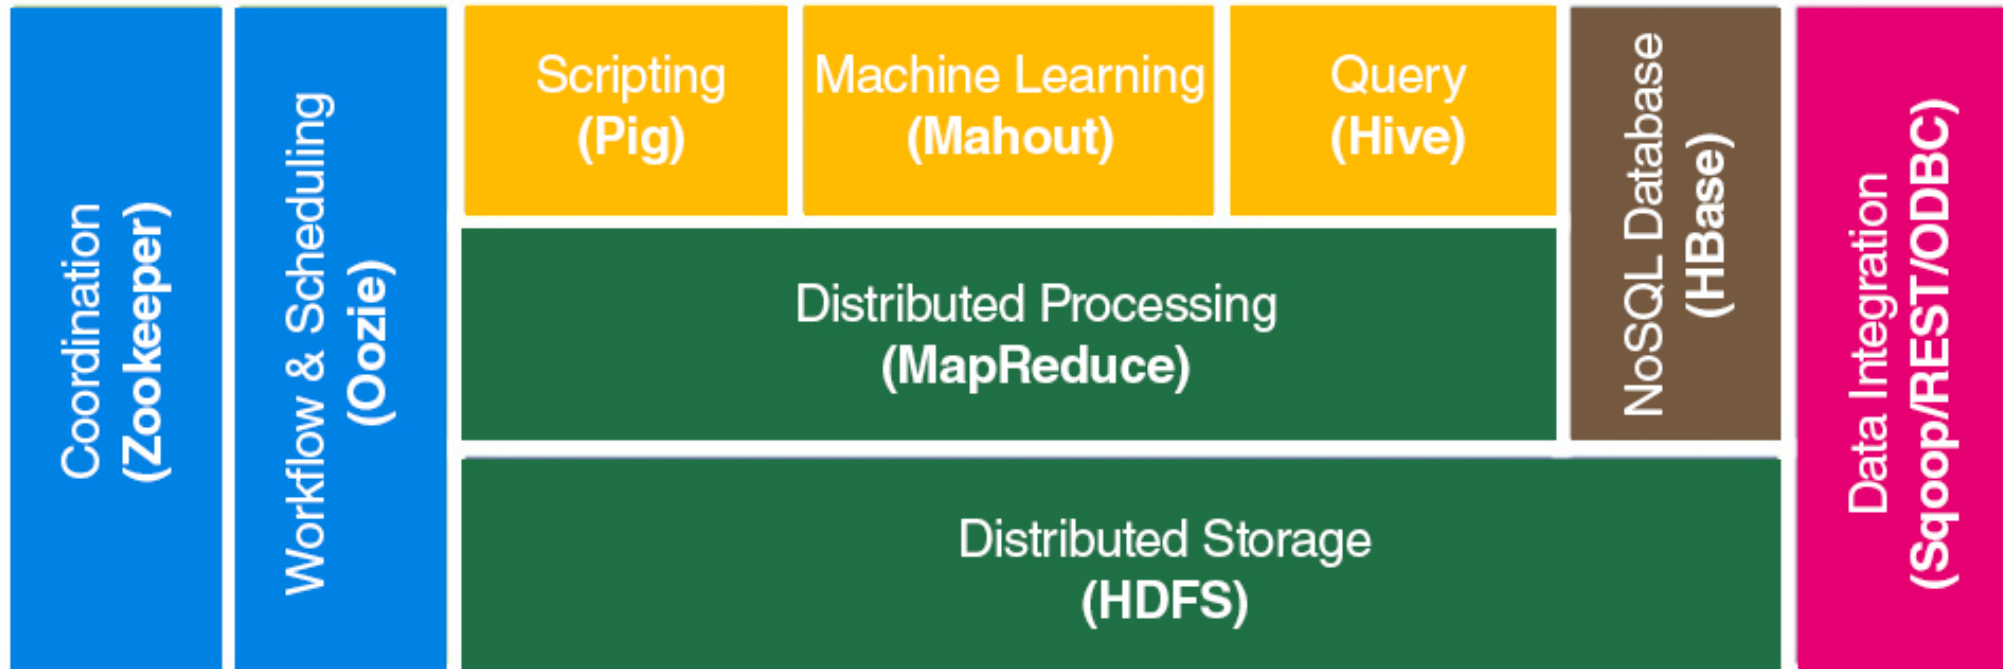 Coordination
(Zookeeper)
Workflow & Scheduling
(Oozie)
Scripting
(Pig)
Machine Learning
(Mahout)
Query
(Hive)
Distributed Processing
(MapReduce)
NoSQL Database
(HBase)
Distributed Storage
(HDFS)
Data Integration
(Sqoop/REST/ODBC)